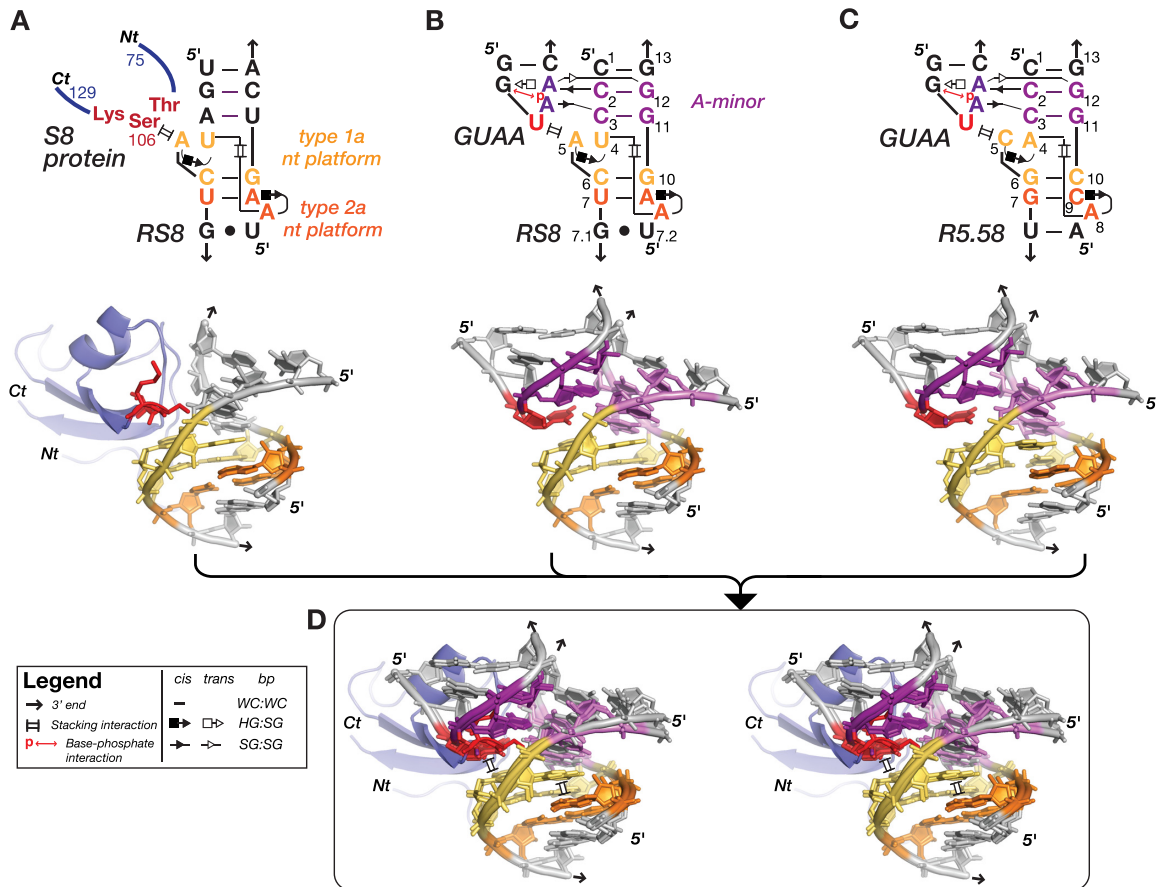 A
B
C
Nt
75
Ct
129
Lys
Ser
Thr
106
S8
protein
5'
U – A
G – C
A – U
A U
C – G
U – A
A
G • U
5'
type 1a
nt platform
type 2a
nt platform
RS8
5'
G – C
5'
C 1
G 13
G
A
p
A
U
C 2
G 12
C 3
G 11
A-minor
GUAA
5 A
U 4
C 6
G 10
U 7
A
A
RS8
7.1 G • U 7.2
5'
5'
G – C
5'
C 1
G 13
G
A
p
A
U
C 2
G 12
C 3
G 11
GUAA
5 C
A 4
G 6
C 10
G 7
C 9
A 8
R5.58
U – A
5'
Ct
Nt
5'
5'
5'
5'
5'
5'
5
5'
D
5'
Ct
Nt
5'
5'
5'
Ct
Nt
5'
5'
Legend
3' end
Stacking interaction
p Base-phosphate
interaction
cis trans bp
WC:WC
HG:SG
SG:SG